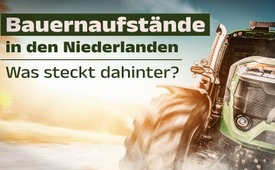 Bauernaufstände
in den Niederlanden
Was steckt dahinter?